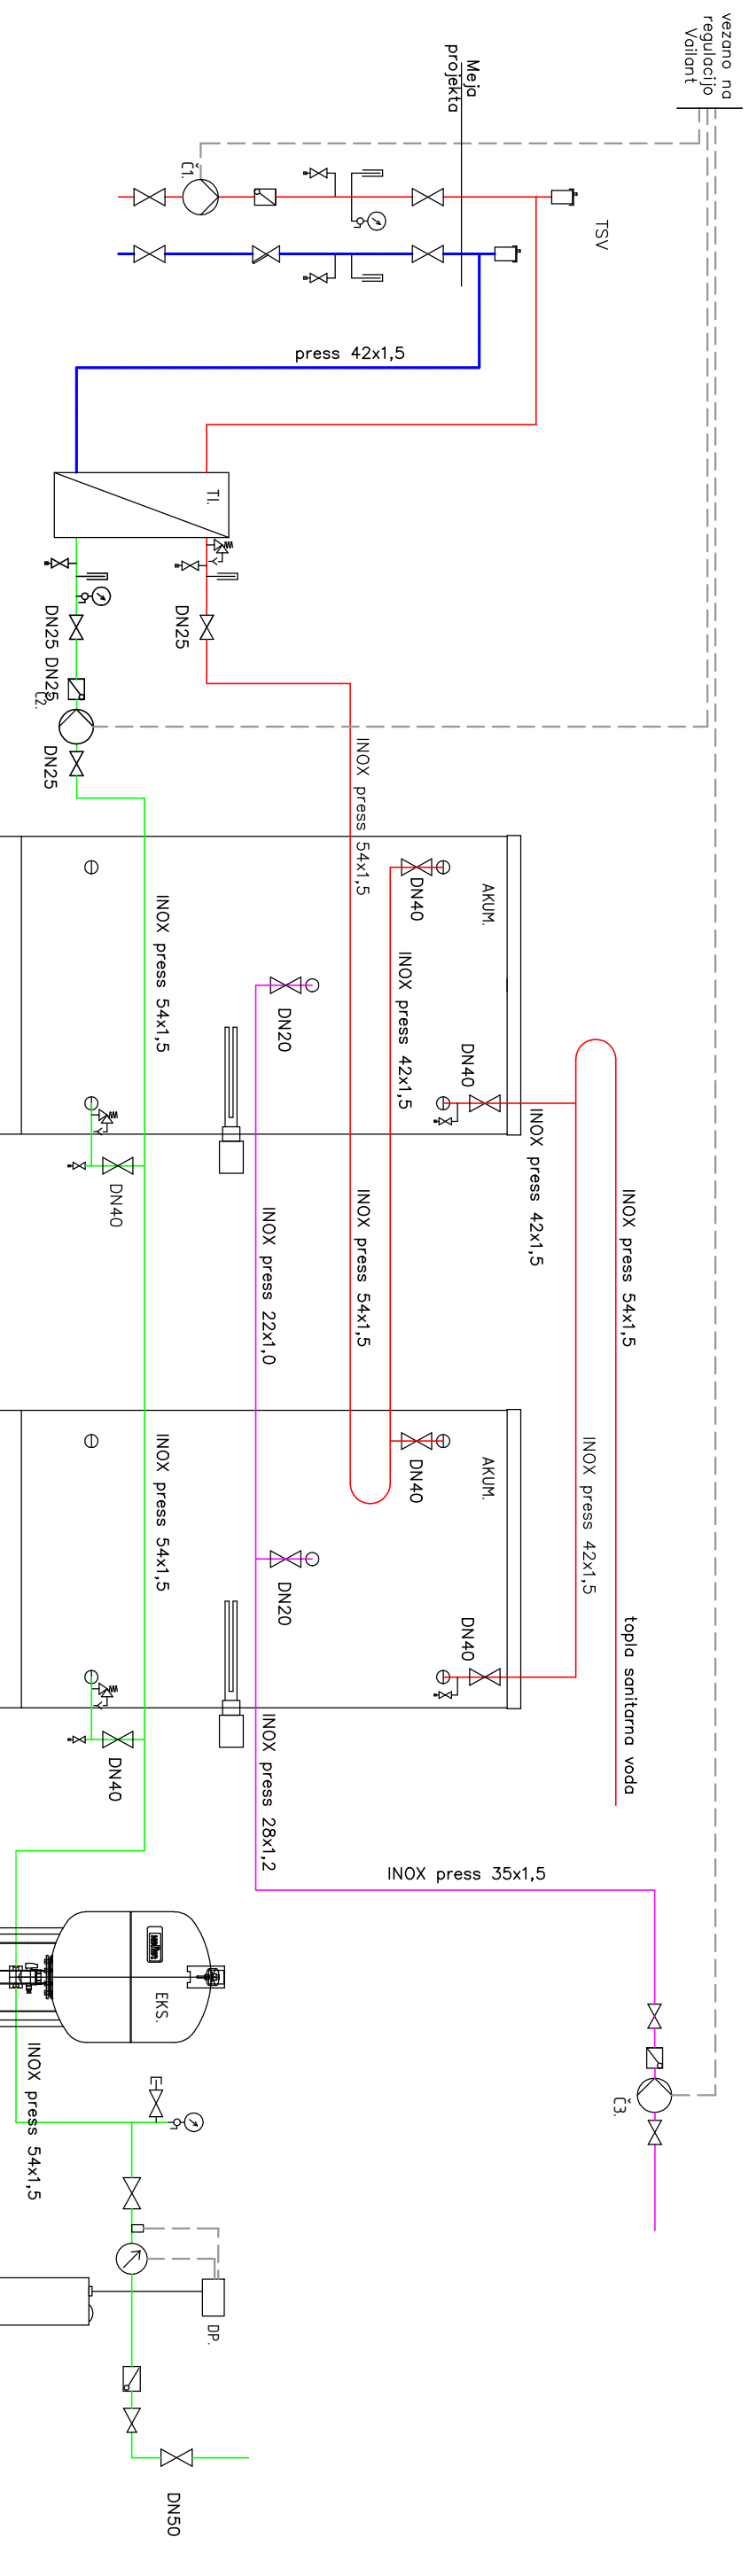 vezano na
regulacijo
Vailant
Meja
projekta
Č1.
TSV
press 42x1,5
T.I.
DN25
DN25
DN25
Č2.
DN25
INOX press 54x1,5
DN40
AKUM.
INOX press 54x1,5
INOX press 42x1,5
DN20
DN40
INOX press 42x1,5
DN40
INOX press 54x1,5
INOX press 54x1,5
INOX press 22x1,0
INOX press 42x1,5
AKUM.
DN40
INOX press 54x1,5
DN20
DN40
topla sanitarna voda
DN40
INOX press 28x1,2
INOX press 35x1,5
EKS.
INOX press 54x1,5
Č3.
DP.
DN50